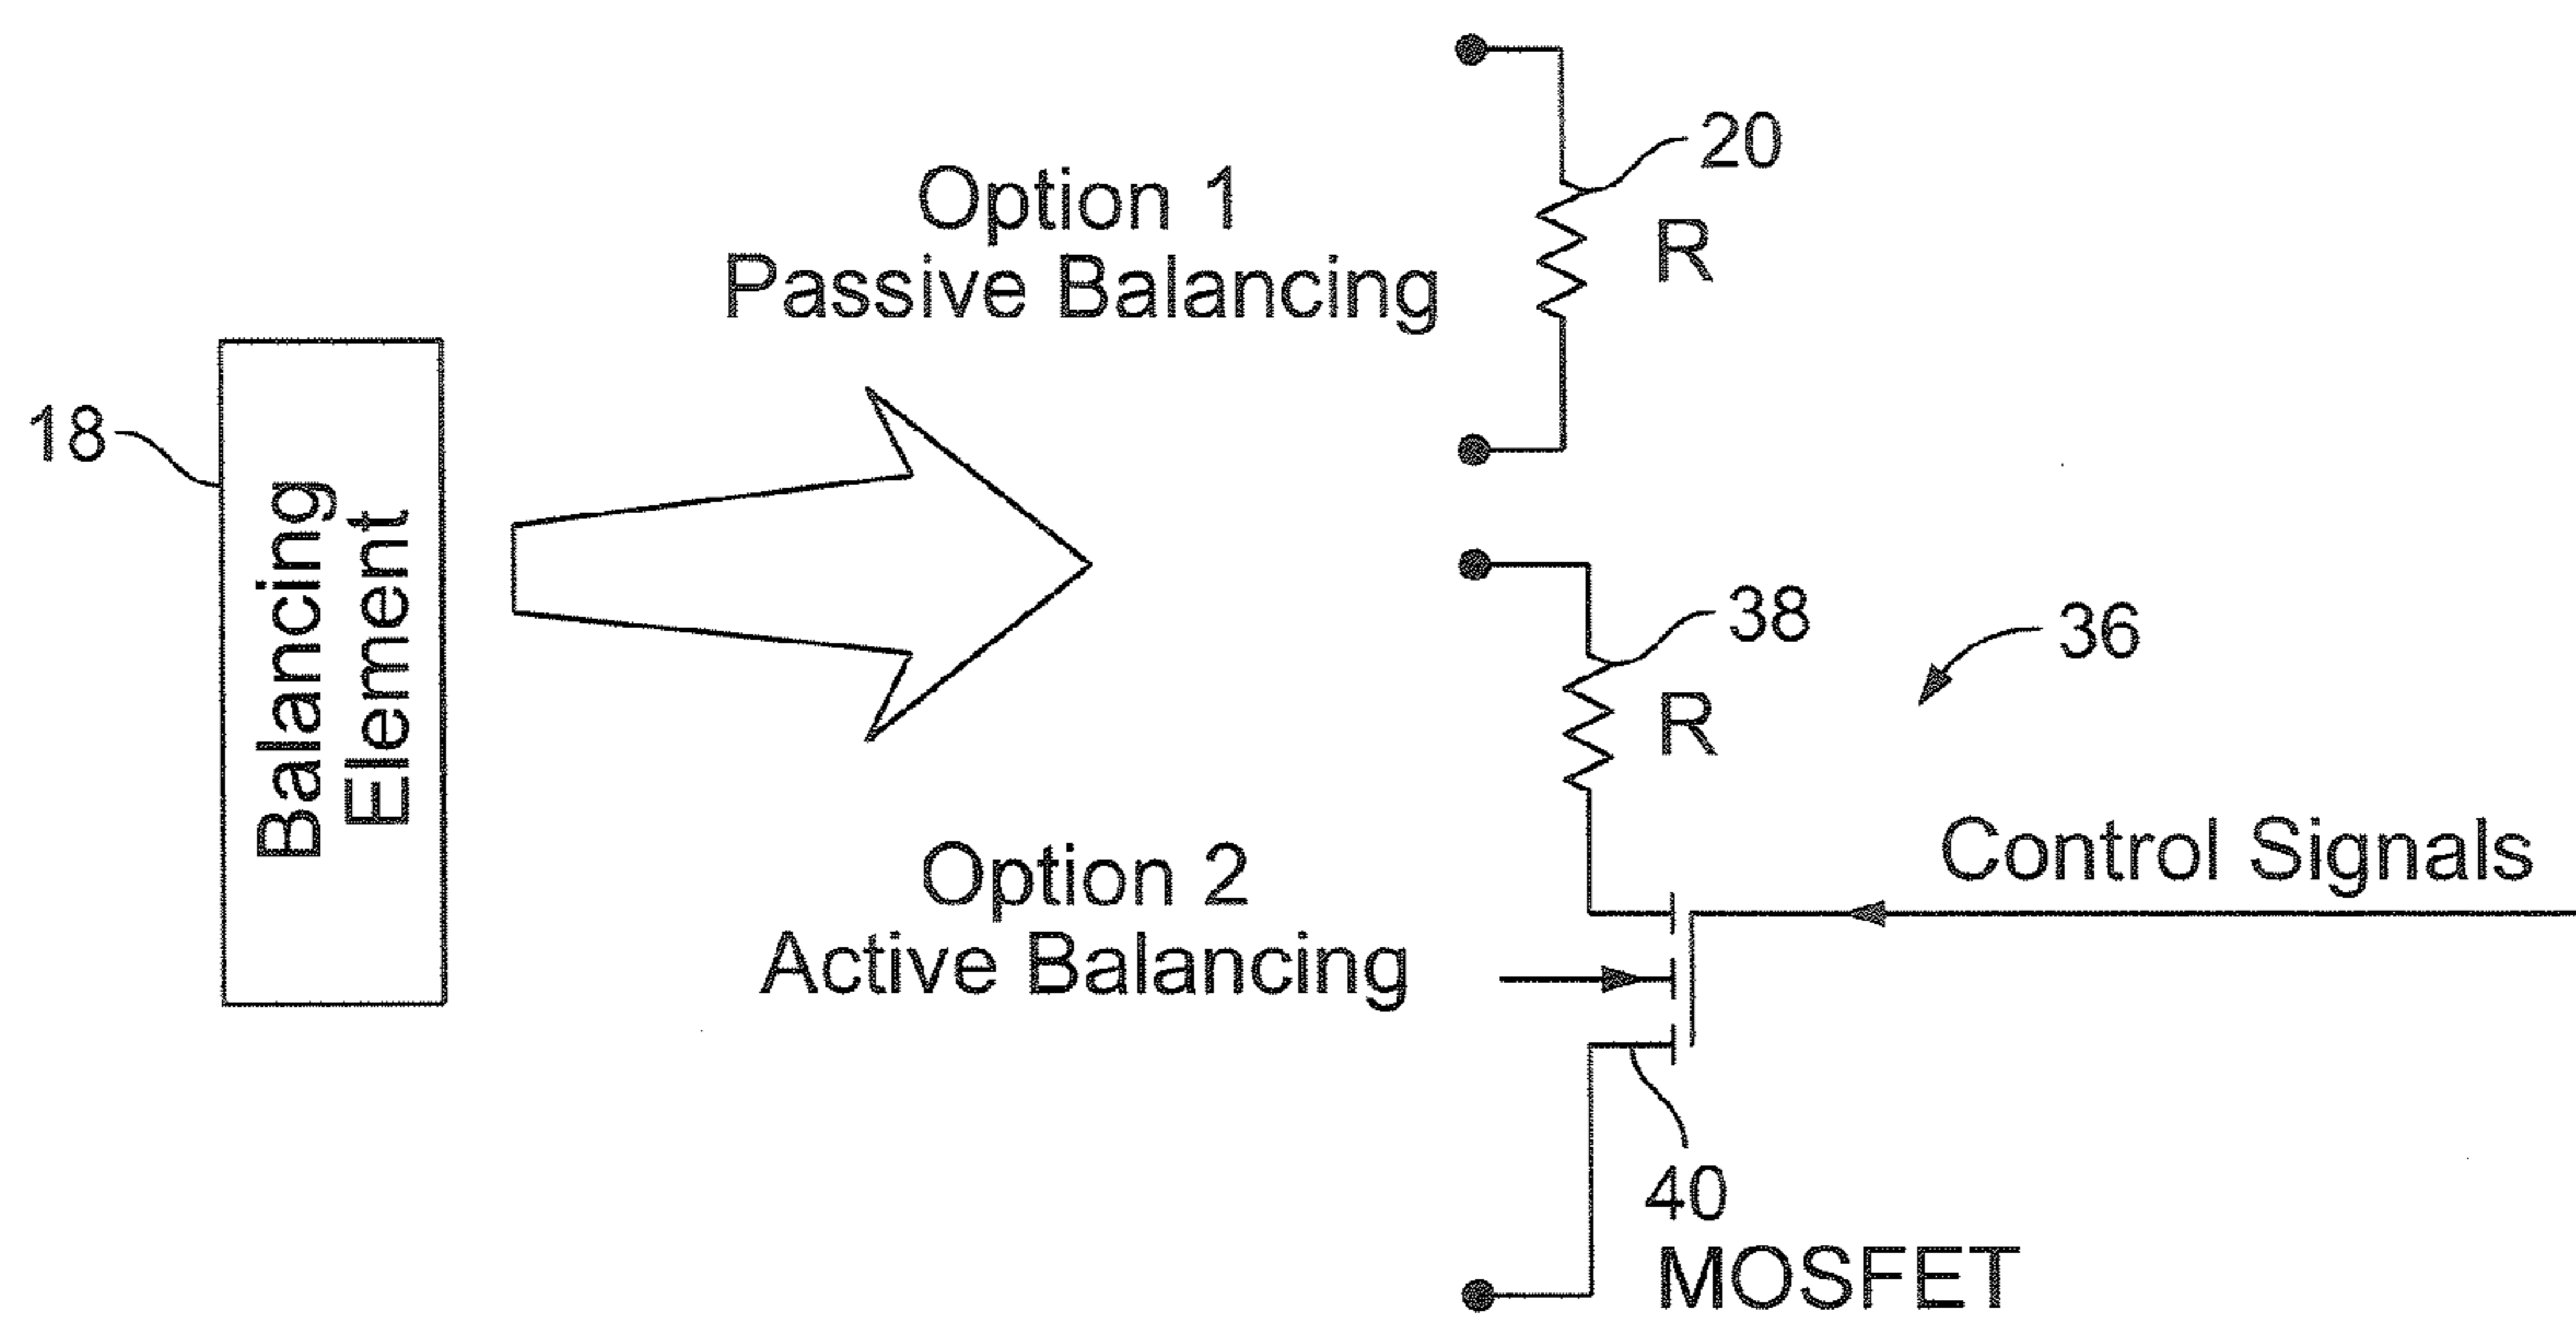 18
Balancing
Element
Option 1
Passive Balancing
20
R
38
R
36
Option 2
Active Balancing
Control Signals
40
MOSFET